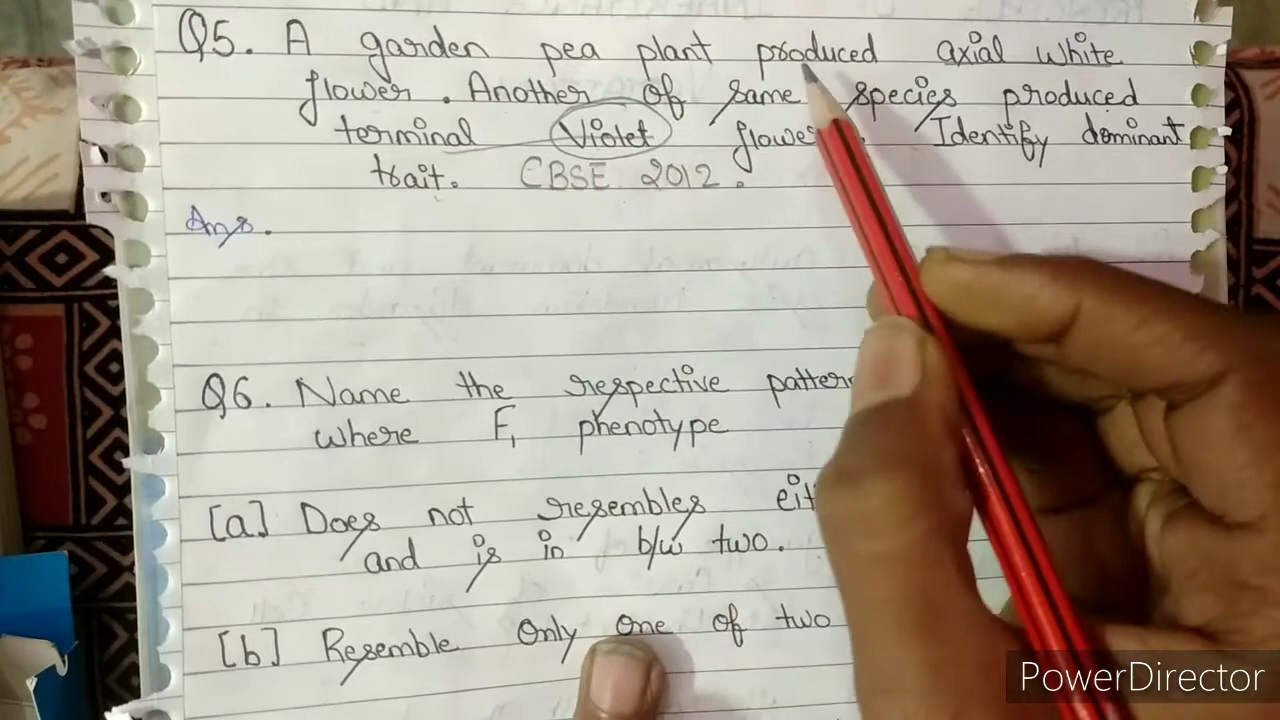 Q5. A garden pea plant produced axial white
flower. Another of same species produced
terminal Violet flower. Identify dominant
trait. CBSE 2012.
Ans.
Q6. Name the respective
where F₁ phenotype
[a] Does not resembles
and is in b/w two.
[b] Resemble only one of two
PowerDirector